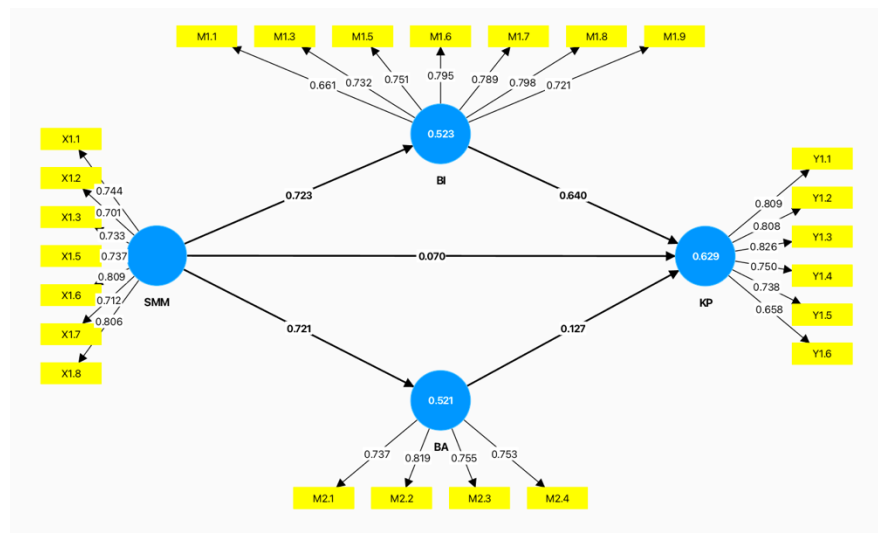 M1.1 M1.3 M1.5 M1.6 M1.7 M1.8 M1.9
0.661 0.732 0.751 0.795 0.789 0.798 0.721
0.523
BI
X1.1
X1.2
X1.3
X1.5
X1.6
X1.7
X1.8
0.744
0.701
0.733
0.737
0.809
0.712
0.806
SMM
0.723
0.640
0.070
0.721
0.127
0.629
KP
0.809
0.808
0.826
0.750
0.738
0.658
Y1.1
Y1.2
Y1.3
Y1.4
Y1.5
Y1.6
0.521
BA
0.737 0.819 0.755 0.753
M2.1 M2.2 M2.3 M2.4